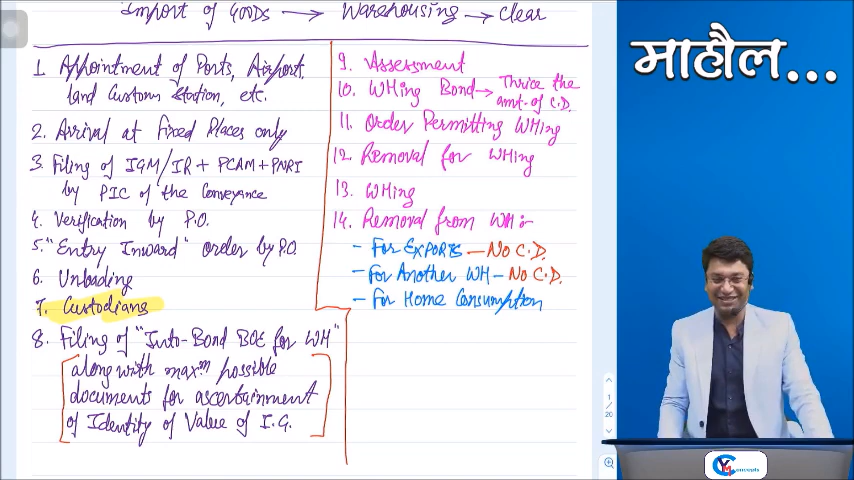 Import of Goods → Warehousing → Clear
1. Appointment of Ports, Airport,
land Custom Station, etc.
2. Arrival at Fixed Places only
3. Filing of IGM/IR + PCAM + PNRI
by PIC of the Conveyance
4. Verification by P.O.
5. "Entry Inward" order by P.O
6. Unloading
7. Custodians
8. Filing of "Into-Bond BOE for WH"
along with maxm possible
documents for ascertainment
of Identity of Value of I.G.
9. Assessment
10. WHing Bond → Thrice the
amt. of C.D.
11. Order Permitting WHing
12. Removal for WHing
13. WHing
14. Removal from WH:-
- For EXPORTS - No C.D.
- For Another WH - No C.D.
- For Home Consumption
माहौल...
1
/
20
oncepts